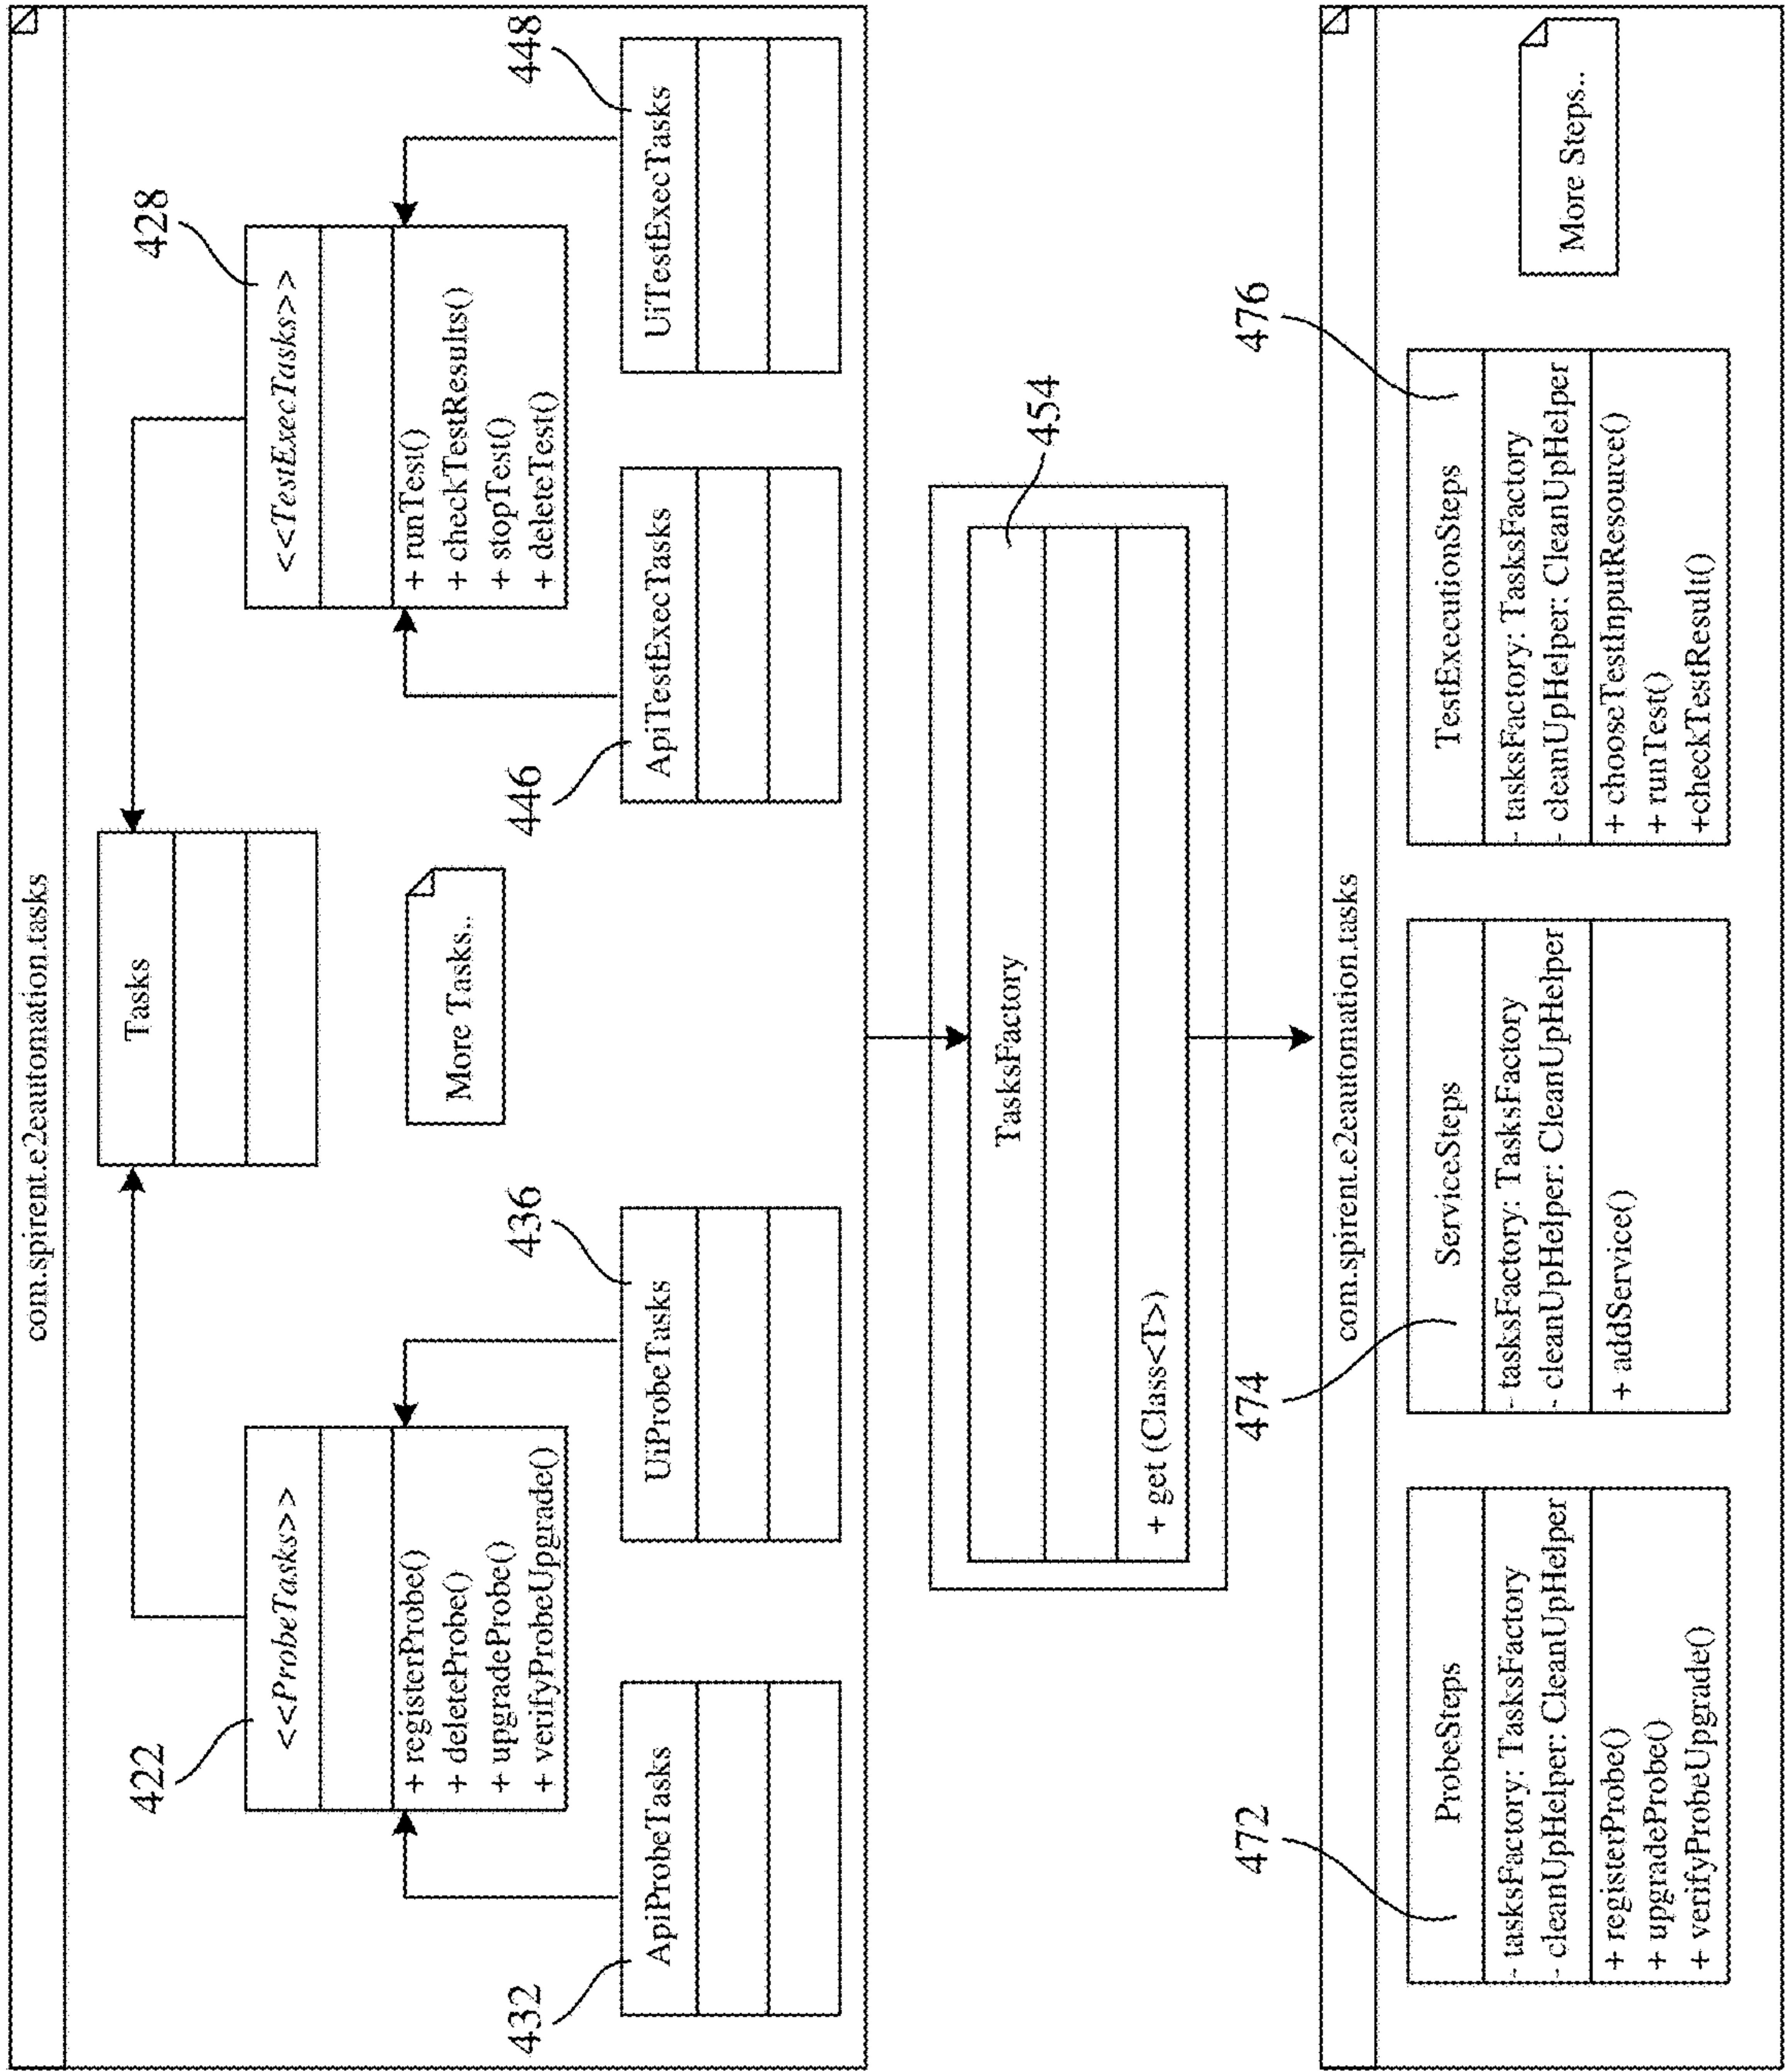 com.spirent.e2eautomation.tasks
Tasks
422
<<ProbeTasks>>
+ registerProbe()
+ deleteProbe()
+ upgradeProbe()
+ verifyProbeUpgrade()
428
<<TestExecTasks>>
+ runTest()
+ checkTestResults()
+ stopTest()
+ deleteTest()
More Tasks..
432
ApiProbeTasks
436
UiProbeTasks
446
ApiTestExecTasks
448
UiTestExecTasks
454
TasksFactory
+ get (Class<T>)
com.spirent.e2eautomation.tasks
472
ProbeSteps
- tasksFactory: TasksFactory
- cleanUpHelper: CleanUpHelper
+ registerProbe()
+ upgradeProbe()
+ verifyProbeUpgrade()
474
ServiceSteps
- tasksFactory: TasksFactory
- cleanUpHelper: CleanUpHelper
+ addService()
476
TestExecutionSteps
- tasksFactory: TasksFactory
- cleanUpHelper: CleanUpHelper
+ chooseTestInputResource()
+ runTest()
+checkTestResult()
More Steps..